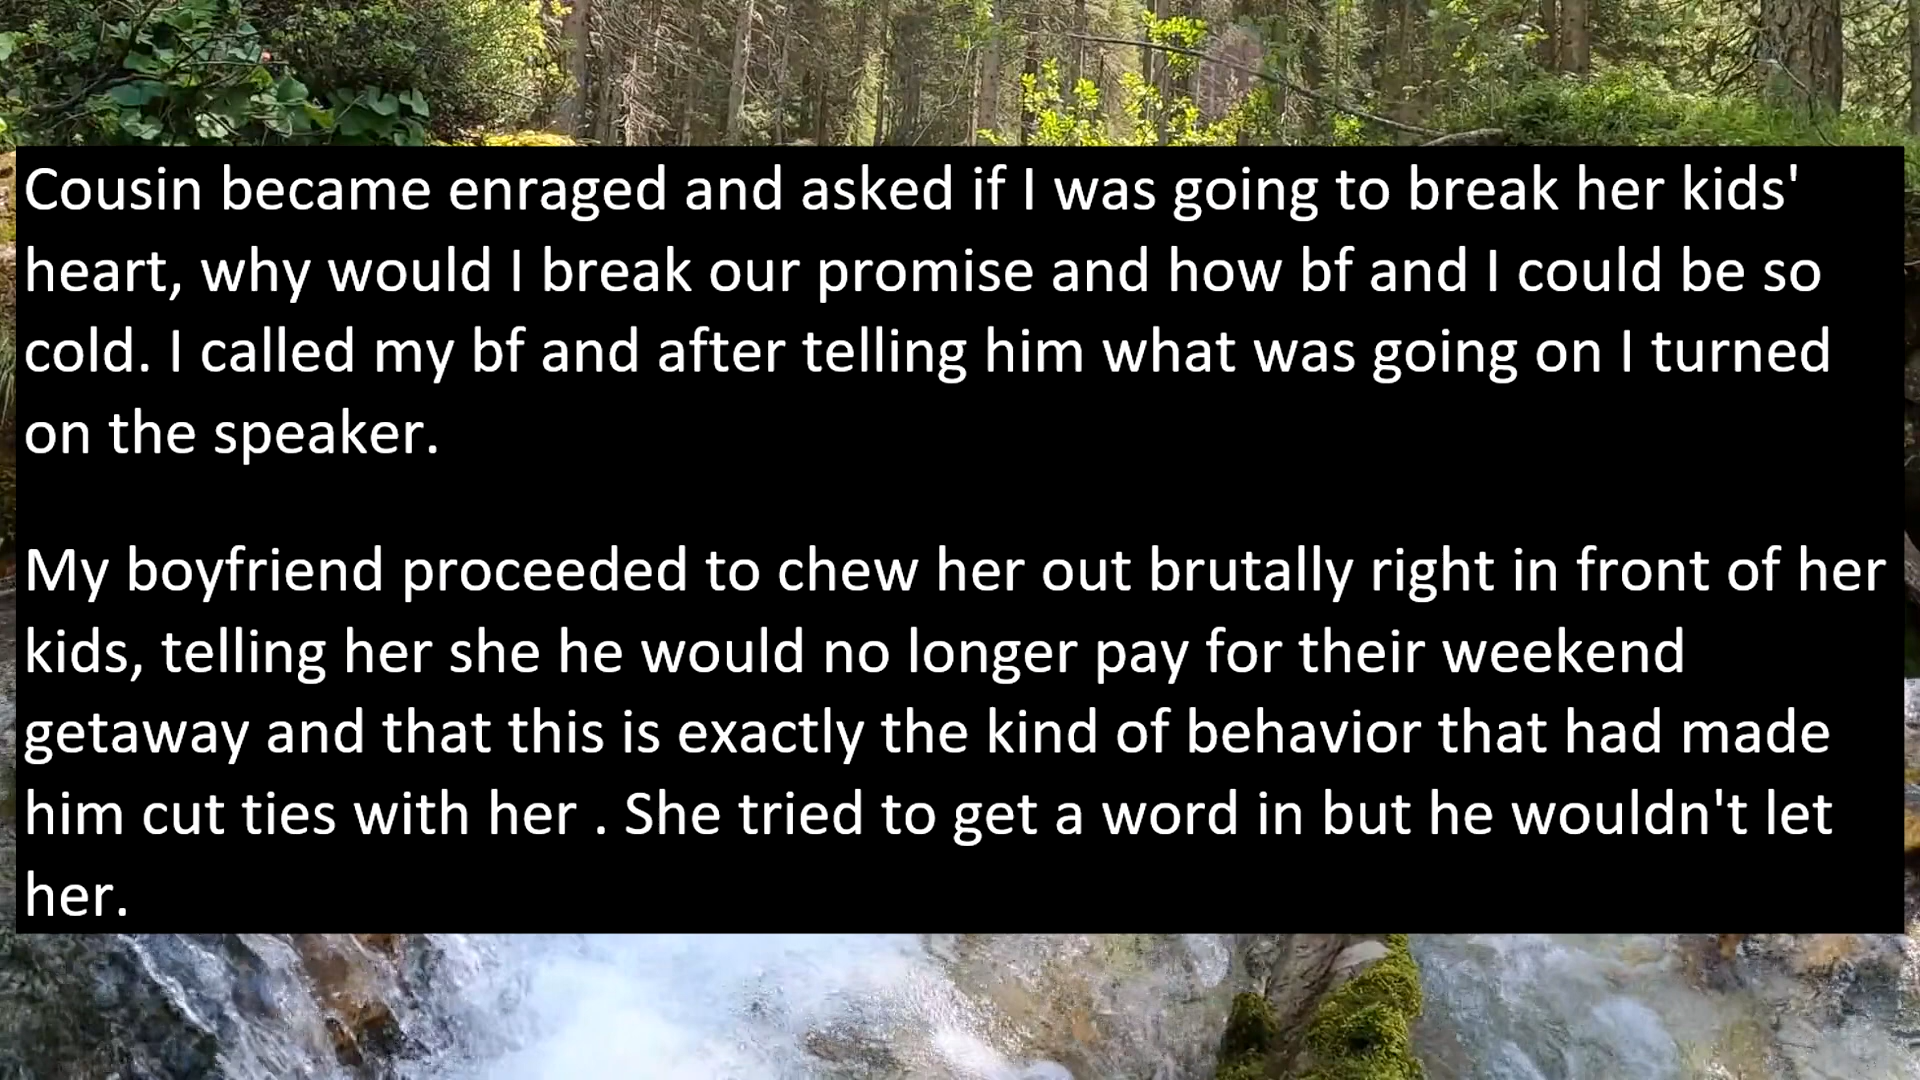 Cousin became enraged and asked if I was going to break her kids'
heart, why would I break our promise and how bf and I could be so
cold. I called my bf and after telling him what was going on I turned
on the speaker.
My boyfriend proceeded to chew her out brutally right in front of her
kids, telling her she he would no longer pay for their weekend
getaway and that this is exactly the kind of behavior that had made
him cut ties with her . She tried to get a word in but he wouldn't let
her.